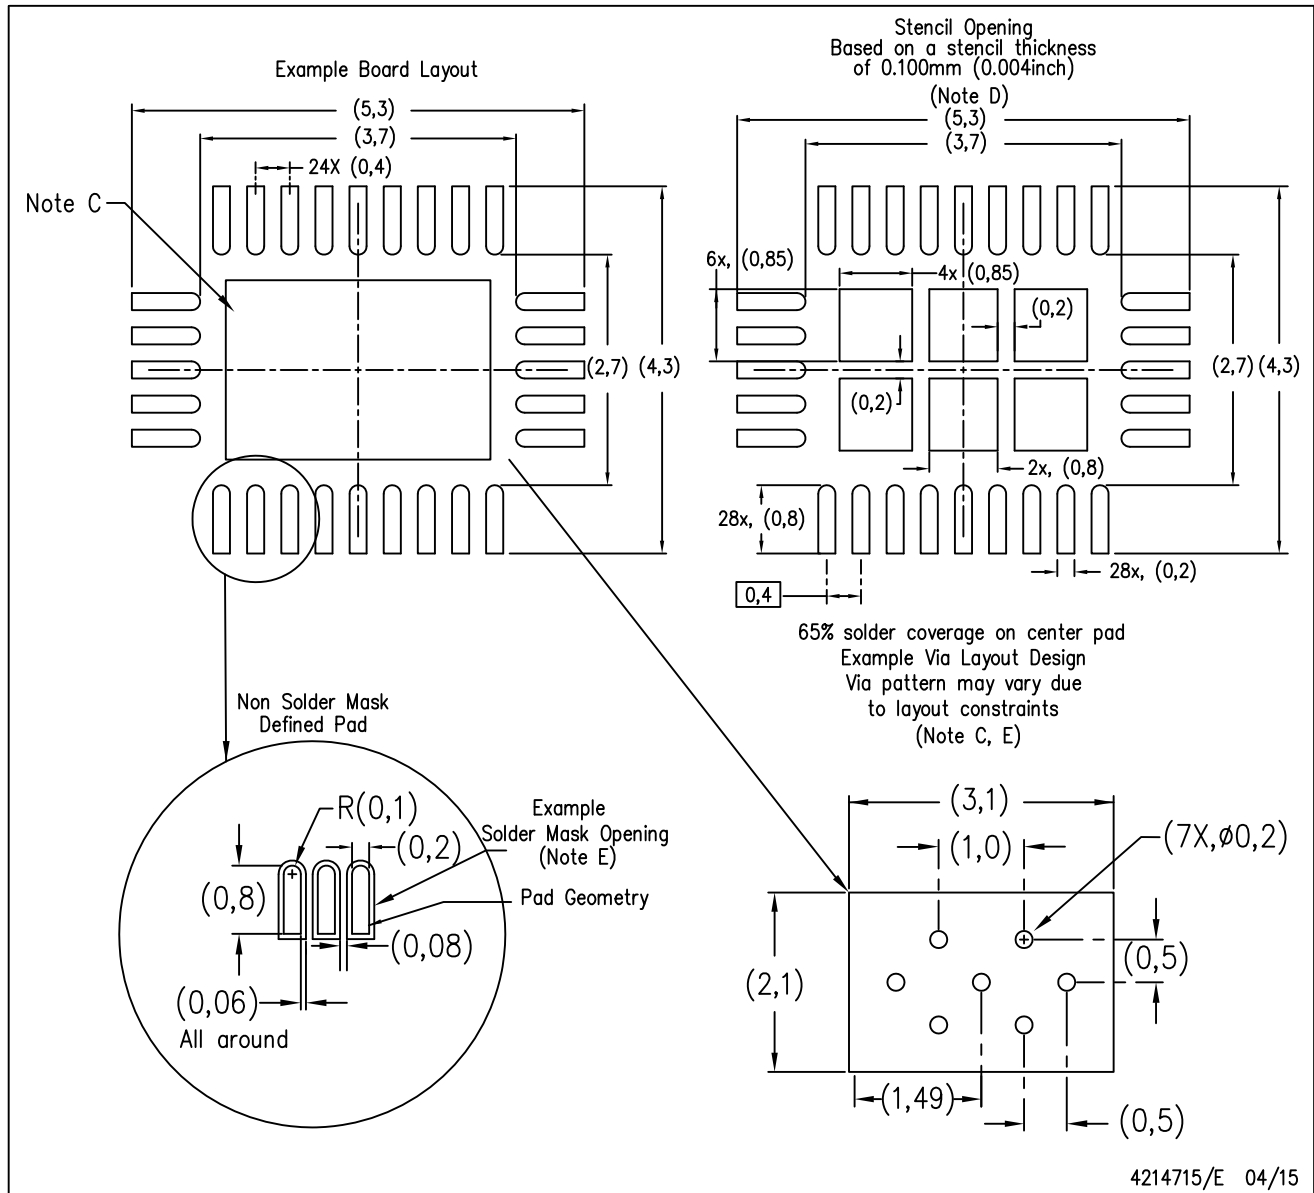 Example Board Layout
(5,3)
(3,7)
24X (0,4)
Note C
(2,7)
(4,3)
Stencil Opening
Based on a stencil thickness
of 0.100mm (0.004inch)
(Note D)
(5,3)
(3,7)
6x, (0,85)
4x (0,85)
(0,2)
(0,2)
(2,7)
(4,3)
2x, (0,8)
28x, (0,8)
28x, (0,2)
0,4
65% solder coverage on center pad
Example Via Layout Design
Via pattern may vary due
to layout constraints
(Note C, E)
Non Solder Mask
Defined Pad
R(0,1)
Example
Solder Mask Opening
(Note E)
(0,2)
(0,8)
Pad Geometry
(0,08)
(0,06)
All around
(3,1)
(1,0)
(7X,ø0,2)
(0,5)
(2,1)
(1,49)
(0,5)
4214715/E 04/15